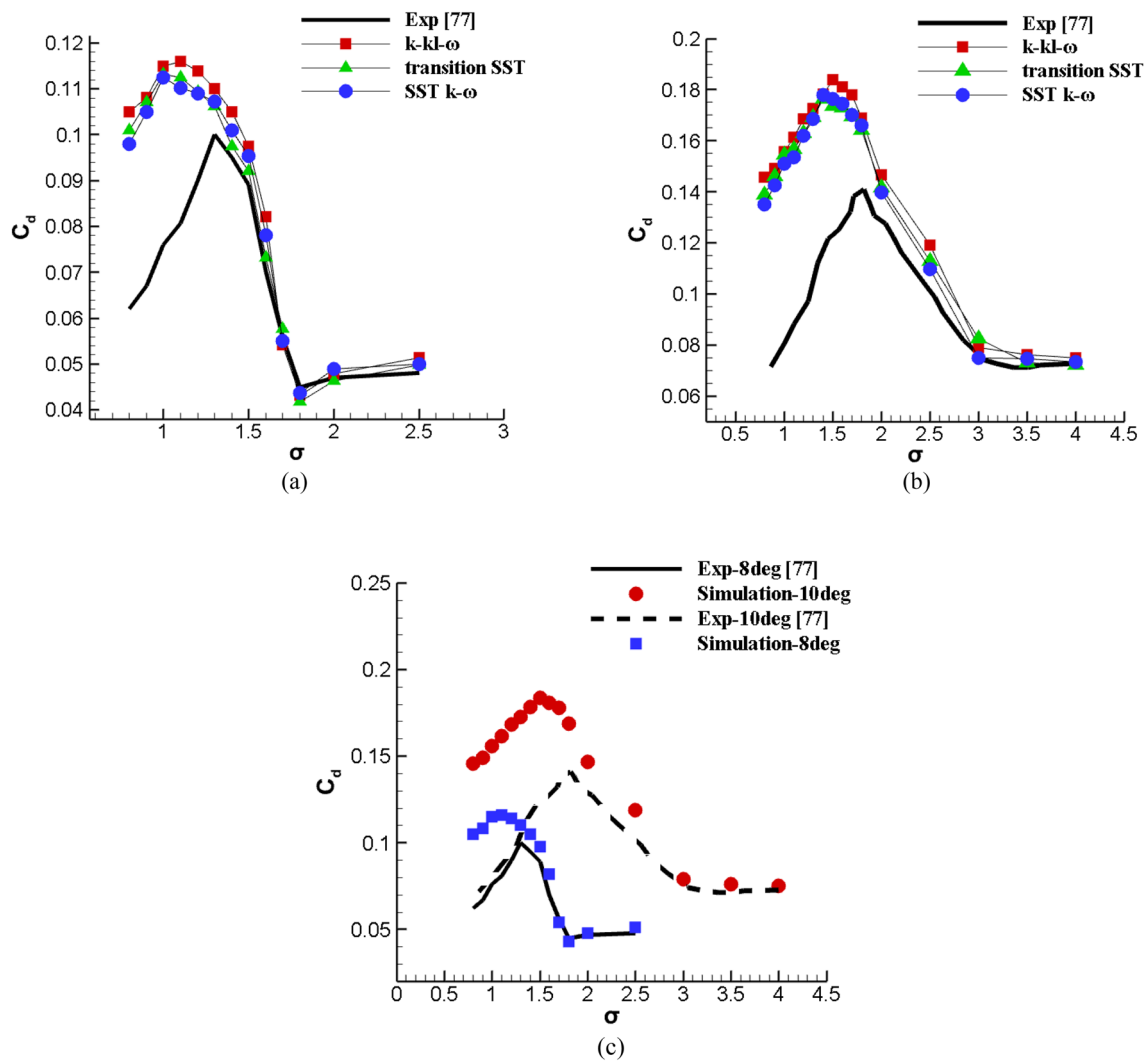 Exp [77]
k-kl-ω
transition SST
SST k-ω
0.12
0.11
0.1
0.09
0.08
0.07
0.06
0.05
0.04
C_d
1
1.5
2
2.5
3
σ
(a)
Exp [77]
k-kl-ω
transition SST
SST k-ω
0.2
0.18
0.16
0.14
0.12
0.1
0.08
0.06
C_d
0.5
1
1.5
2
2.5
3
3.5
4
4.5
σ
(b)
Exp-8deg [77]
Simulation-10deg
Exp-10deg [77]
Simulation-8deg
0.25
0.2
0.15
0.1
0.05
C_d
0
0.5
1
1.5
2
2.5
3
3.5
4
4.5
σ
(c)